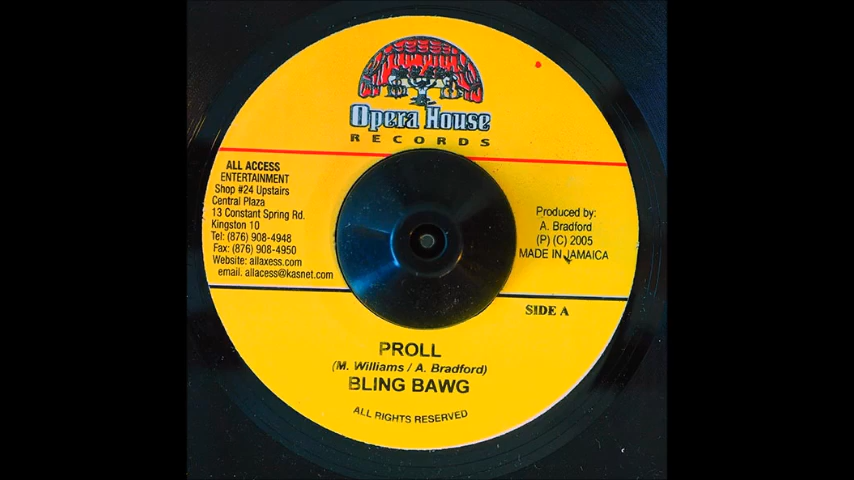 Opera House
RECORDS
ALL ACCESS
ENTERTAINMENT
Shop #24 Upstairs
Central Plaza
13 Constant Spring Rd.
Kingston 10
Tel: (876) 908-4948
Fax: (876) 908-4950
Website: allaxess.com
email. allacess@kasnet.com
Produced by:
A. Bradford
(P) (C) 2005
MADE IN JAMAICA
SIDE A
PROLL
(M. Williams / A. Bradford)
BLING BAWG
ALL RIGHTS RESERVED